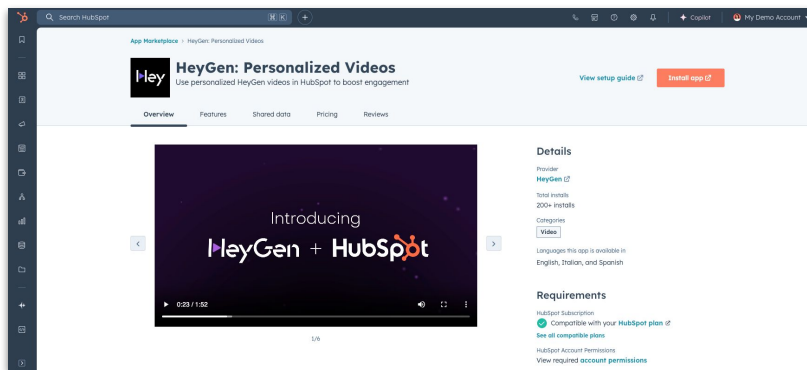 Search HubSpot
⌘ K
Copilot
My Demo Account
App Marketplace > HeyGen: Personalized Videos
Hey
HeyGen: Personalized Videos
Use personalized HeyGen videos in HubSpot to boost engagement
View setup guide
Install app
Overview
Features
Shared data
Pricing
Reviews
Introducing
HeyGen + HubSpot
0:23 / 1:52
1/6
Details
Provider
HeyGen
Total installs
200+ installs
Categories
Video
Languages this app is available in
English, Italian, and Spanish
Requirements
HubSpot Subscription
Compatible with your HubSpot plan
See all compatible plans
HubSpot Account Permissions
View required account permissions